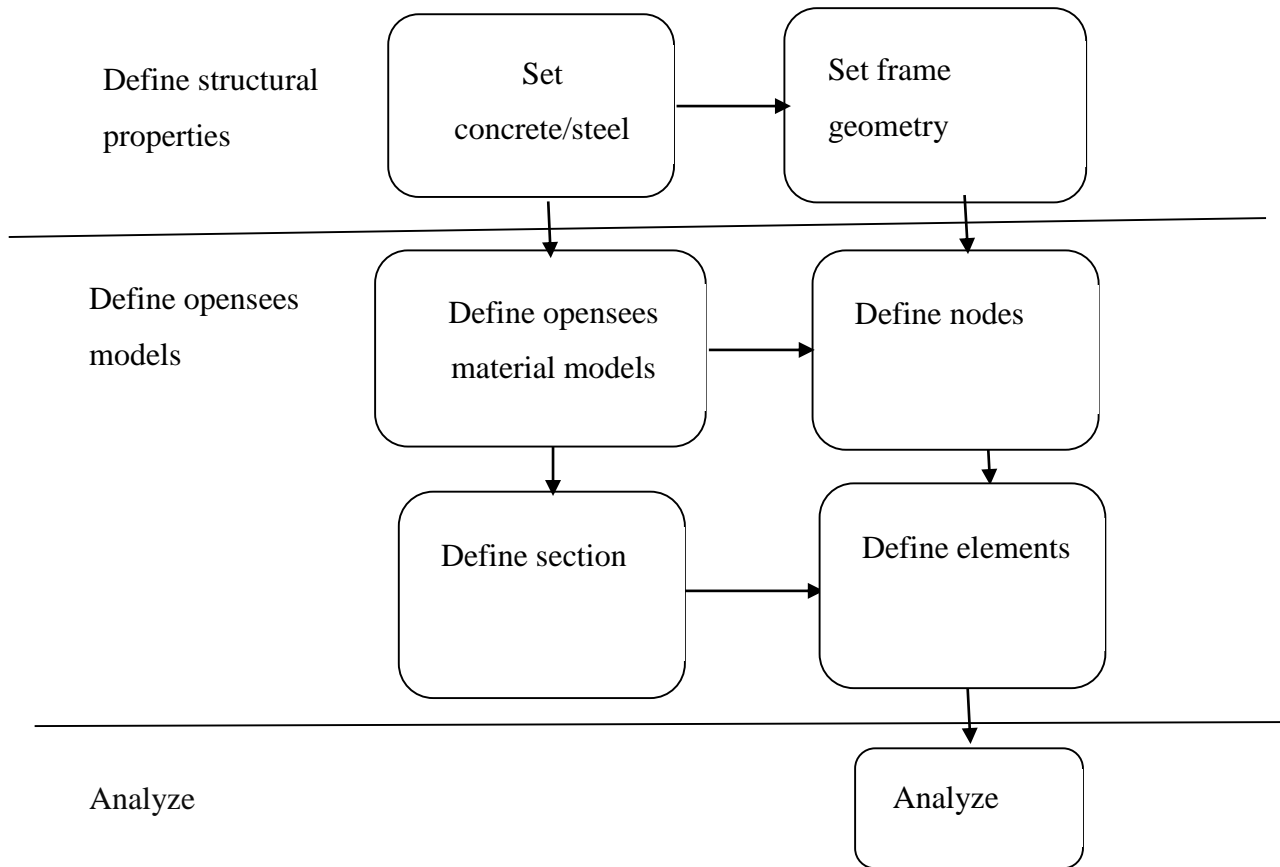 Define structural
properties
Set
concrete/steel
Set frame
geometry
Define opensees
models
Define opensees
material models
Define nodes
Define section
Define elements
Analyze
Analyze